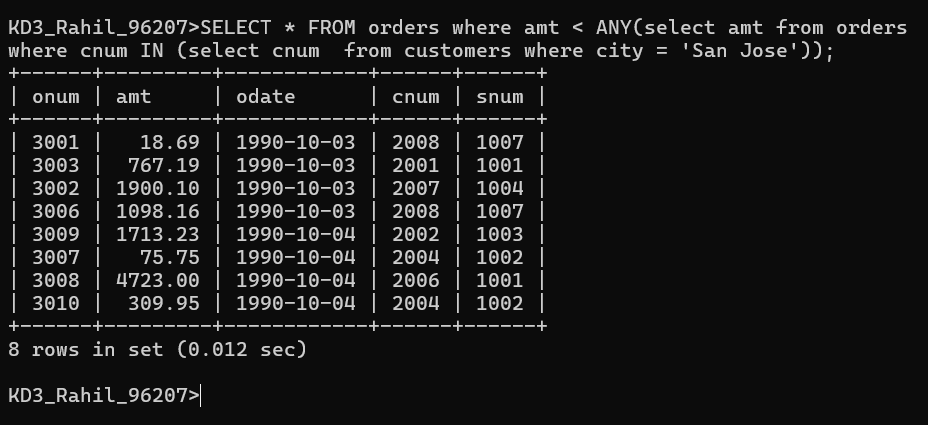 KD3_Rahil_96207>SELECT * FROM orders where amt < ANY(select amt from orders
where cnum IN (select cnum  from customers where city = 'San Jose'));
+------+---------+------------+------+------+
| onum | amt     | odate      | cnum | snum |
+------+---------+------------+------+------+
| 3001 |   18.69 | 1990-10-03 | 2008 | 1007 |
| 3003 |  767.19 | 1990-10-03 | 2001 | 1001 |
| 3002 | 1900.10 | 1990-10-03 | 2007 | 1004 |
| 3006 | 1098.16 | 1990-10-03 | 2008 | 1007 |
| 3009 | 1713.23 | 1990-10-04 | 2002 | 1003 |
| 3007 |   75.75 | 1990-10-04 | 2004 | 1002 |
| 3008 | 4723.00 | 1990-10-04 | 2006 | 1001 |
| 3010 |  309.95 | 1990-10-04 | 2004 | 1002 |
+------+---------+------------+------+------+
8 rows in set (0.012 sec)
KD3_Rahil_96207>